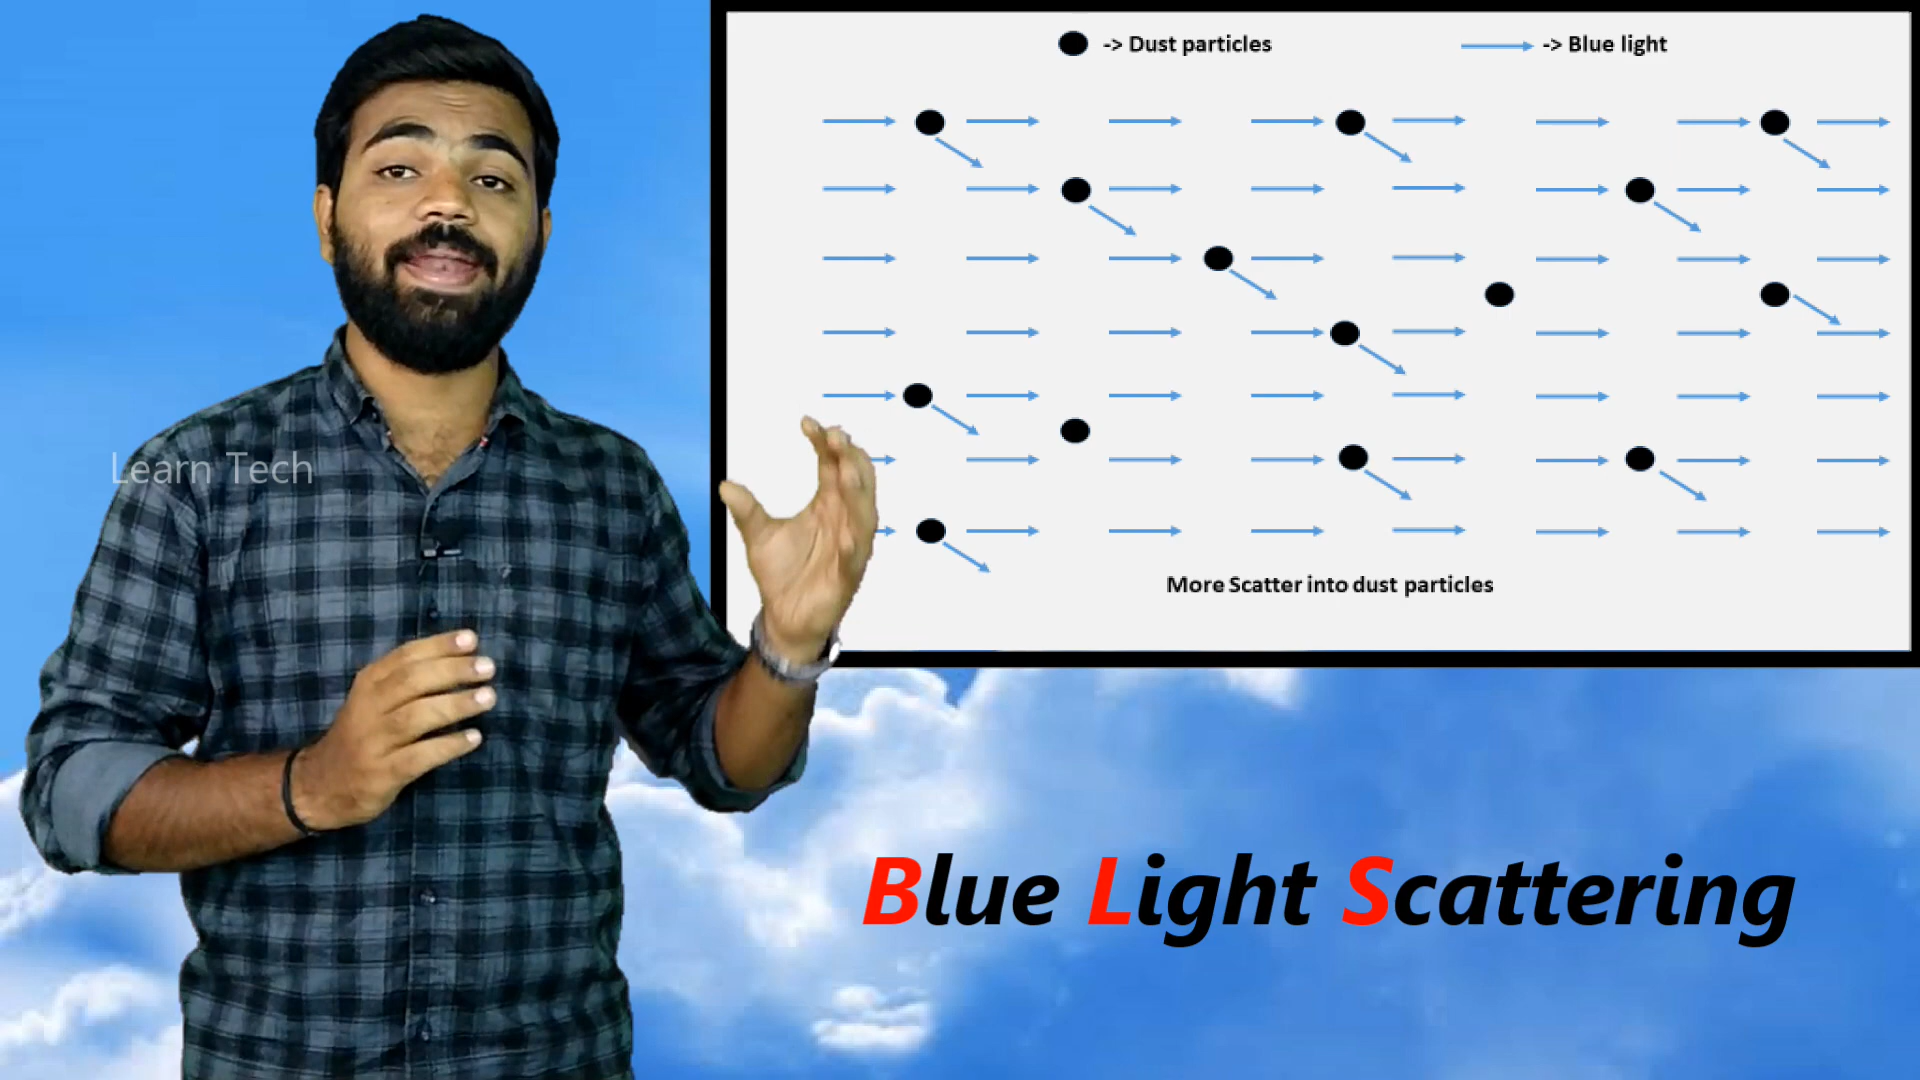 -> Dust particles
-> Blue light
More Scatter into dust particles
Learn Tech
Blue Light Scattering